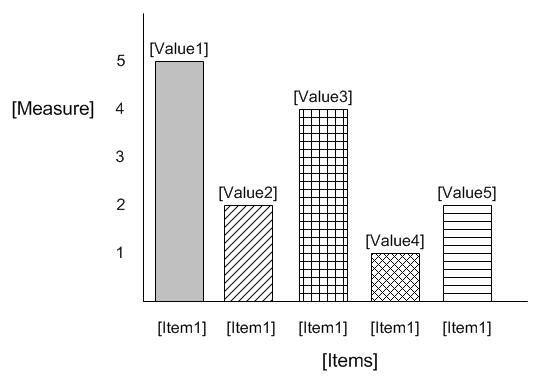 [Value1]
5
[Value3]
[Measure]
4
3
[Value2]
[Value5]
2
[Value4]
1
[Item1] [Item1] [Item1] [Item1] [Item1]
[Items]